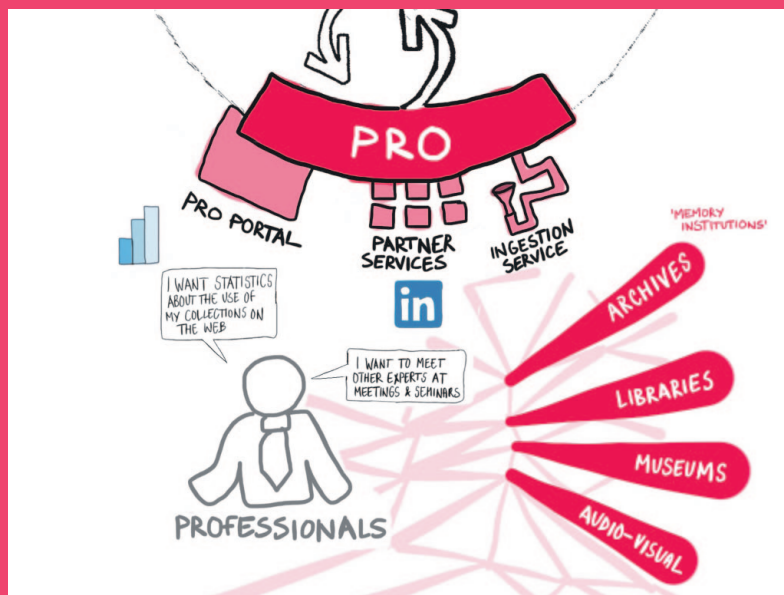 PRO
PRO PORTAL
PARTNER
SERVICES
INGESTION
SERVICE
'MEMORY
INSTITUTIONS'
ARCHIVES
LIBRARIES
MUSEUMS
AUDIO-VISUAL
in
I WANT STATISTICS
ABOUT THE USE OF
MY COLLECTIONS ON
THE WEB
I WANT TO MEET
OTHER EXPERTS AT
MEETINGS & SEMINARS
PROFESSIONALS